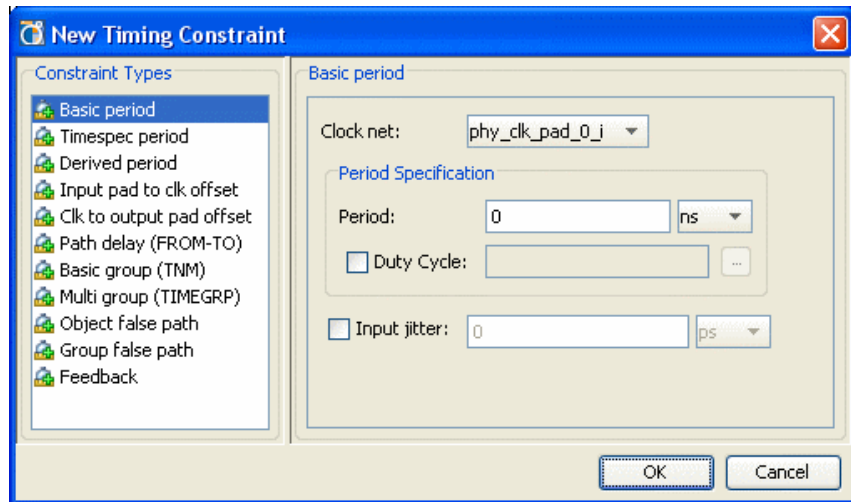 New Timing Constraint
Constraint Types
Basic period
Timespec period
Derived period
Input pad to clk offset
Clk to output pad offset
Path delay (FROM-TO)
Basic group (TNM)
Multi group (TIMEGRP)
Object false path
Group false path
Feedback
Basic period
Clock net: phy_clk_pad_0_i
Period Specification
Period: 0 ns
Duty Cycle: ...
Input jitter: 0 ps
OK Cancel